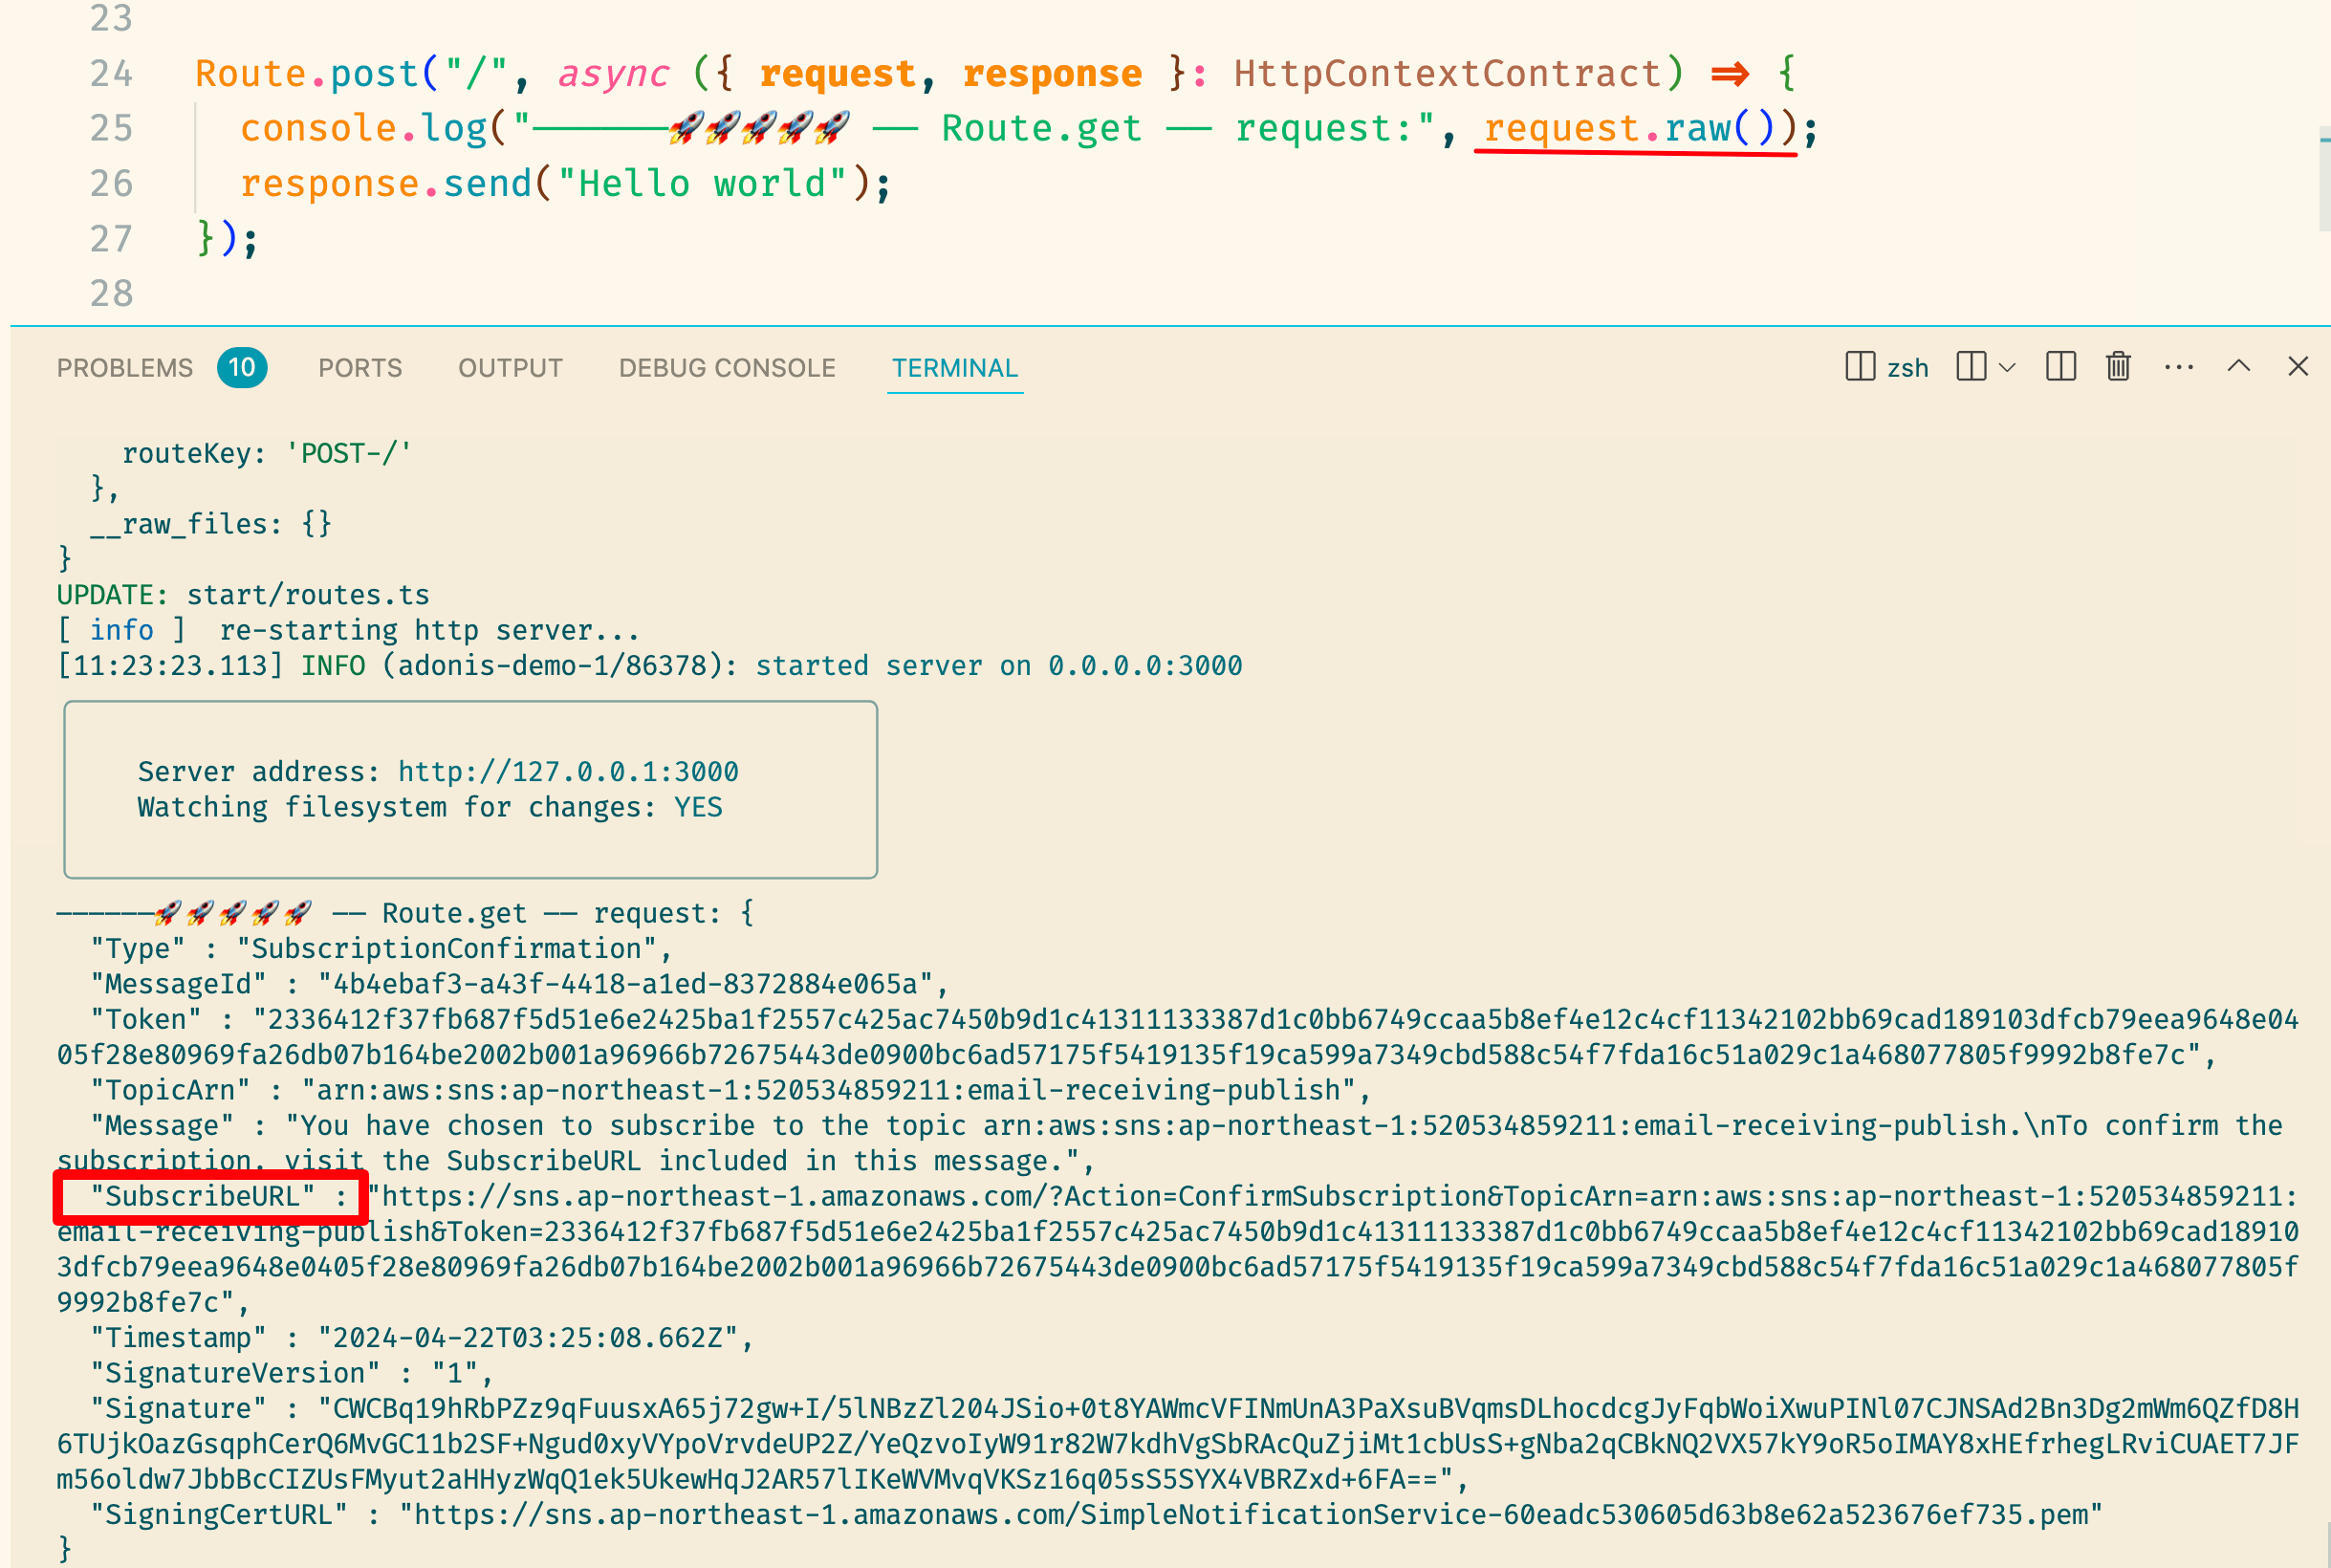 23
24 Route.post("/", async ({ request, response }: HttpContextContract) ⇒ {
25 console.log("——————🚀🚀🚀🚀🚀 —— Route.get —— request:", request.raw());
26 response.send("Hello world");
27 });
28
PROBLEMS 10 PORTS OUTPUT DEBUG CONSOLE TERMINAL zsh
routeKey: 'POST-/'
},
__raw_files: {}
}
UPDATE: start/routes.ts
[ info ]  re-starting http server...
[11:23:23.113] INFO (adonis-demo-1/86378): started server on 0.0.0.0:3000
Server address: http://127.0.0.1:3000
Watching filesystem for changes: YES
——————🚀🚀🚀🚀🚀 —— Route.get —— request: {
"Type" : "SubscriptionConfirmation",
"MessageId" : "4b4ebaf3-a43f-4418-a1ed-8372884e065a",
"Token" : "2336412f37fb687f5d51e6e2425ba1f2557c425ac7450b9d1c41311133387d1c0bb6749ccaa5b8ef4e12c4cf11342102bb69cad189103dfcb79eea9648e04
05f28e80969fa26db07b164be2002b001a96966b72675443de0900bc6ad57175f5419135f19ca599a7349cbd588c54f7fda16c51a029c1a468077805f9992b8fe7c",
"TopicArn" : "arn:aws:sns:ap-northeast-1:520534859211:email-receiving-publish",
"Message" : "You have chosen to subscribe to the topic arn:aws:sns:ap-northeast-1:520534859211:email-receiving-publish.\nTo confirm the
subscription, visit the SubscribeURL included in this message.",
"SubscribeURL" : "https://sns.ap-northeast-1.amazonaws.com/?Action=ConfirmSubscription&TopicArn=arn:aws:sns:ap-northeast-1:520534859211:
email-receiving-publish&Token=2336412f37fb687f5d51e6e2425ba1f2557c425ac7450b9d1c41311133387d1c0bb6749ccaa5b8ef4e12c4cf11342102bb69cad18910
3dfcb79eea9648e0405f28e80969fa26db07b164be2002b001a96966b72675443de0900bc6ad57175f5419135f19ca599a7349cbd588c54f7fda16c51a029c1a468077805f
9992b8fe7c",
"Timestamp" : "2024-04-22T03:25:08.662Z",
"SignatureVersion" : "1",
"Signature" : "CWCBq19hRbPZz9qFuusxA65j72gw+I/5lNBzZl204JSio+0t8YAWmcVFINmUnA3PaXsuBVqmsDLhocdcgJyFqbWoiXwuPINl07CJNSAd2Bn3Dg2mWm6QZfD8H
6TUjkOazGsqphCerQ6MvGC11b2SF+Ngud0xyVYpoVrvdeUP2Z/YeQzvoIyW91r82W7kdhVgSbRAcQuZjiMt1cbUsS+gNba2qCBkNQ2VX57kY9oR5oIMAY8xHEfrhegLRviCUAET7JF
m56oldw7JbbBcCIZUsFMyut2aHHyzWqQ1ek5UkewHqJ2AR57lIKeWVMvqVKSz16q05sS5SYX4VBRZxd+6FA==",
"SigningCertURL" : "https://sns.ap-northeast-1.amazonaws.com/SimpleNotificationService-60eadc530605d63b8e62a523676ef735.pem"
}